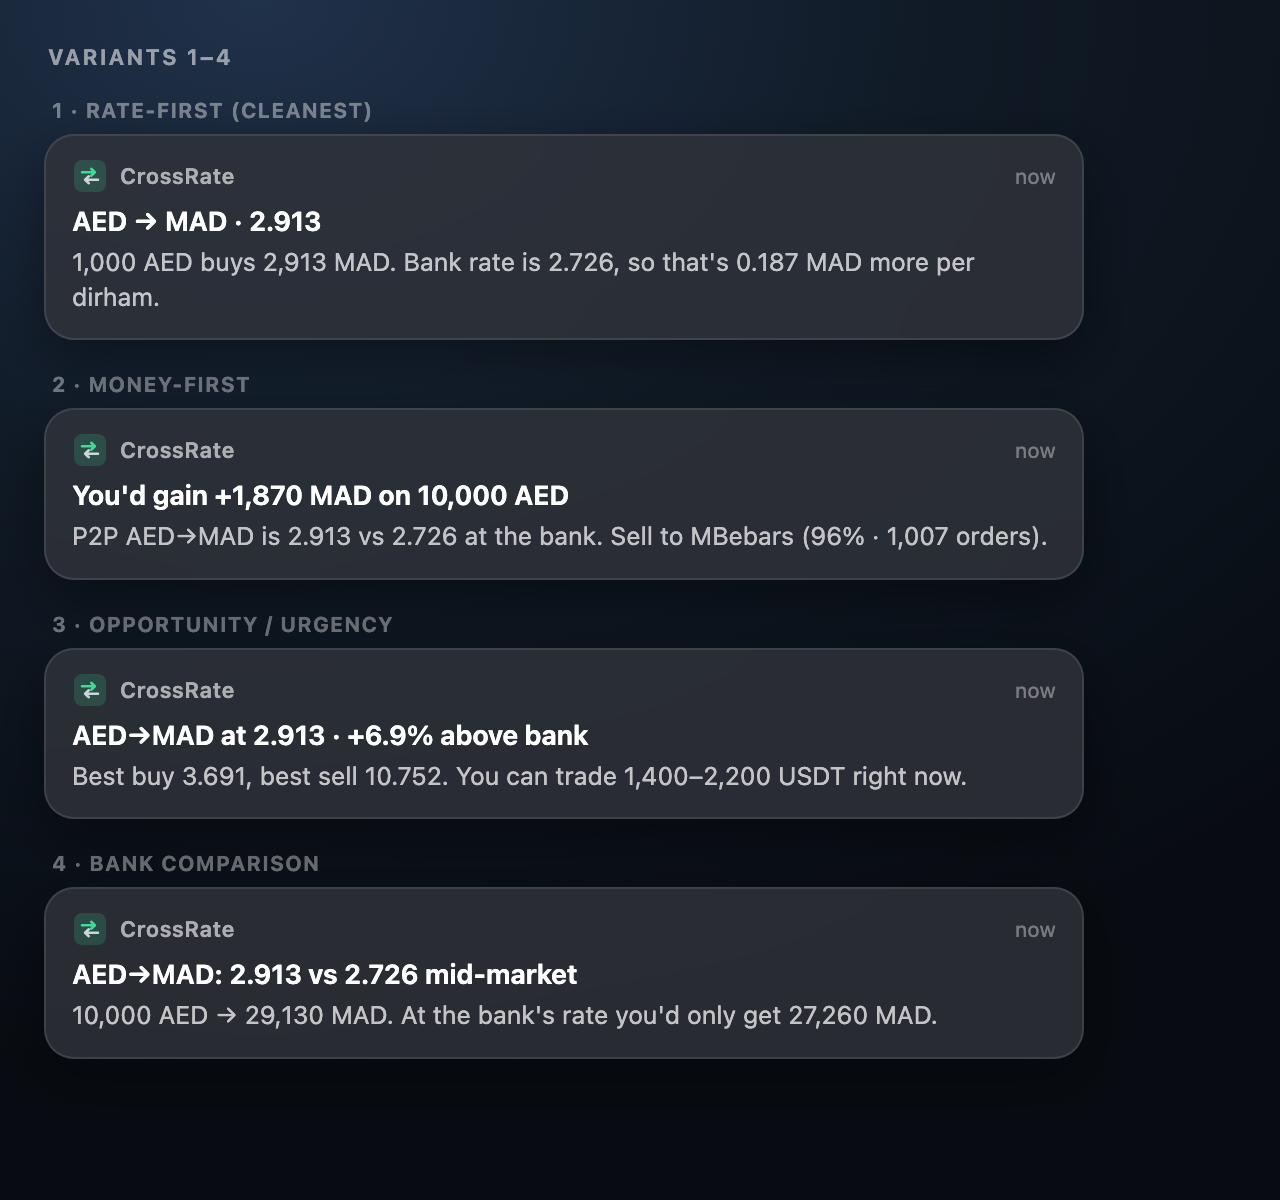 VARIANTS 1–4
1 · RATE-FIRST (CLEANEST)
CrossRate now
AED → MAD · 2.913
1,000 AED buys 2,913 MAD. Bank rate is 2.726, so that's 0.187 MAD more per
dirham.
2 · MONEY-FIRST
CrossRate now
You'd gain +1,870 MAD on 10,000 AED
P2P AED→MAD is 2.913 vs 2.726 at the bank. Sell to MBebars (96% · 1,007 orders).
3 · OPPORTUNITY / URGENCY
CrossRate now
AED→MAD at 2.913 · +6.9% above bank
Best buy 3.691, best sell 10.752. You can trade 1,400–2,200 USDT right now.
4 · BANK COMPARISON
CrossRate now
AED→MAD: 2.913 vs 2.726 mid-market
10,000 AED → 29,130 MAD. At the bank's rate you'd only get 27,260 MAD.